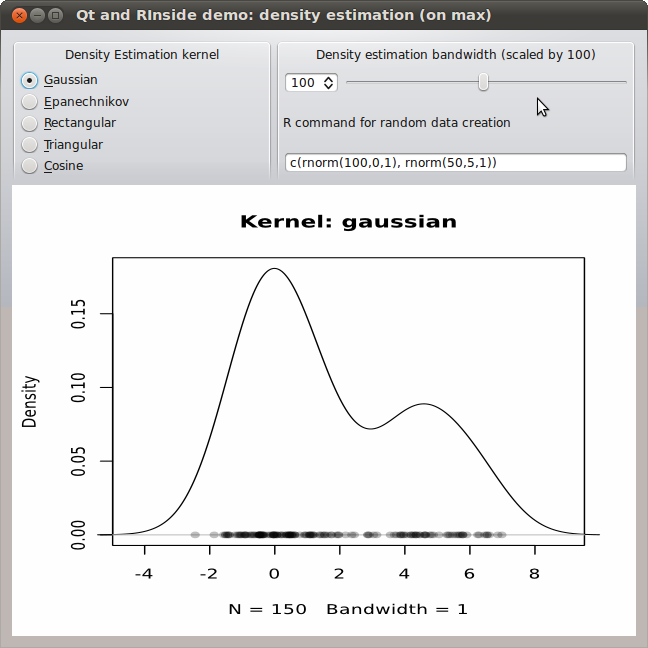 Qt and RInside demo: density estimation (on max)
Density Estimation kernel
Gaussian
Epanechnikov
Rectangular
Triangular
Cosine
Density estimation bandwidth (scaled by 100)
100
R command for random data creation
c(rnorm(100,0,1), rnorm(50,5,1))
Kernel: gaussian
Density
0.15
0.10
0.05
0.00
-4 -2 0 2 4 6 8
N = 150 Bandwidth = 1